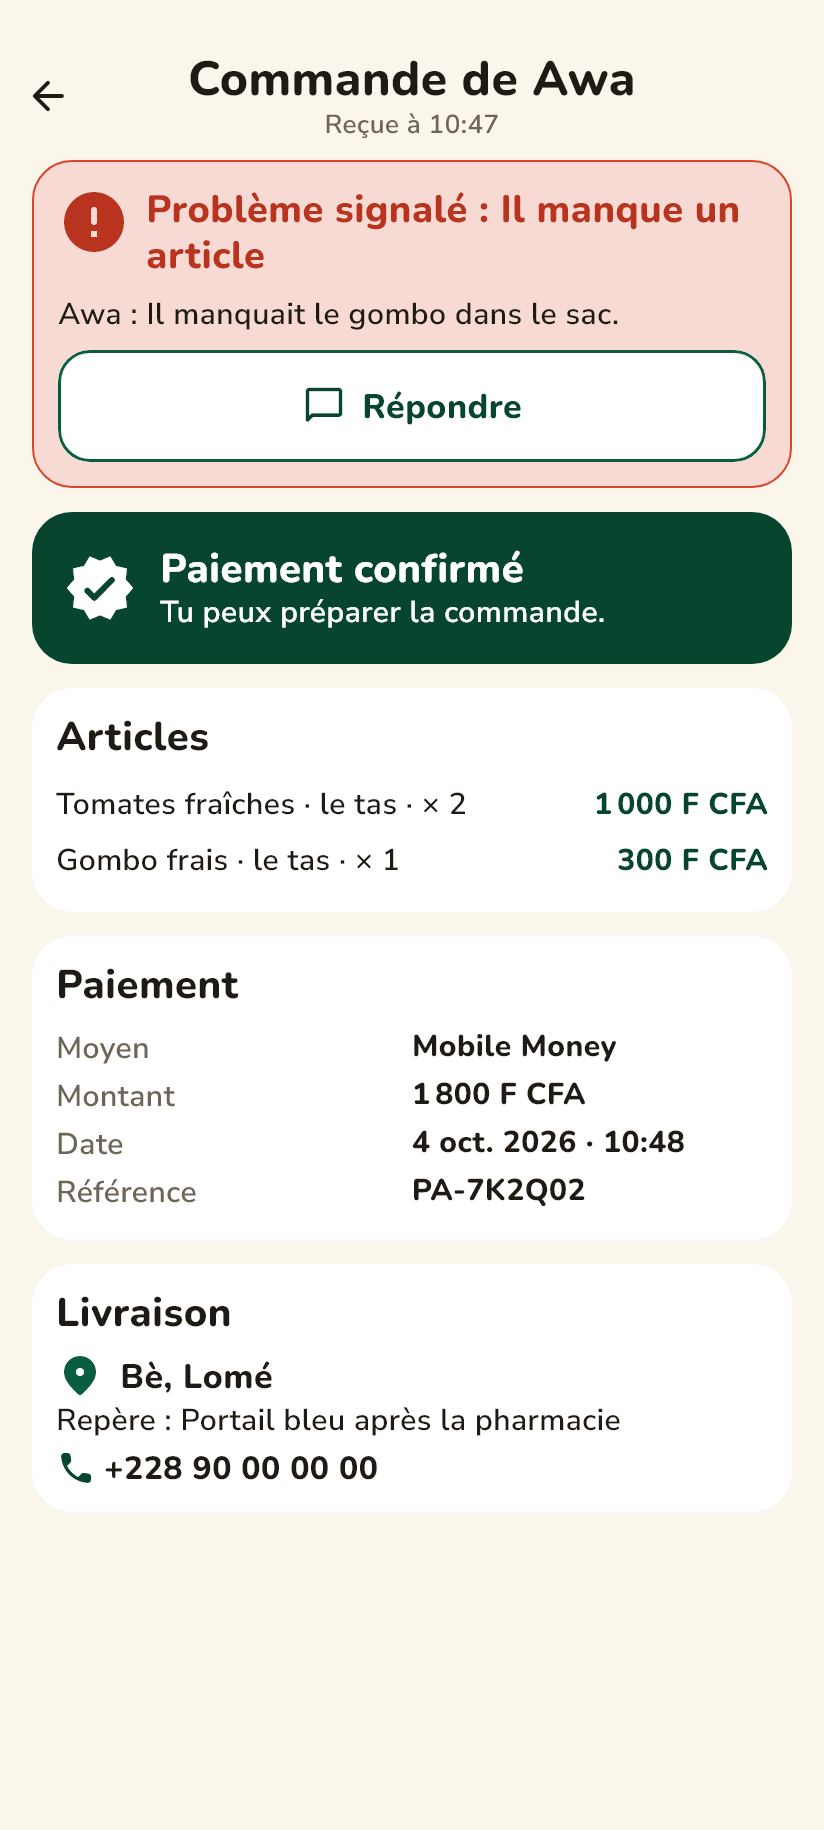 Commande de Awa
Reçue à 10:47
Problème signalé : Il manque un
article
Awa : Il manquait le gombo dans le sac.
Répondre
Paiement confirmé
Tu peux préparer la commande.
Articles
Tomates fraîches · le tas · × 2 1 000 F CFA
Gombo frais · le tas · × 1 300 F CFA
Paiement
Moyen Mobile Money
Montant 1 800 F CFA
Date 4 oct. 2026 · 10:48
Référence PA-7K2Q02
Livraison
Bè, Lomé
Repère : Portail bleu après la pharmacie
+228 90 00 00 00